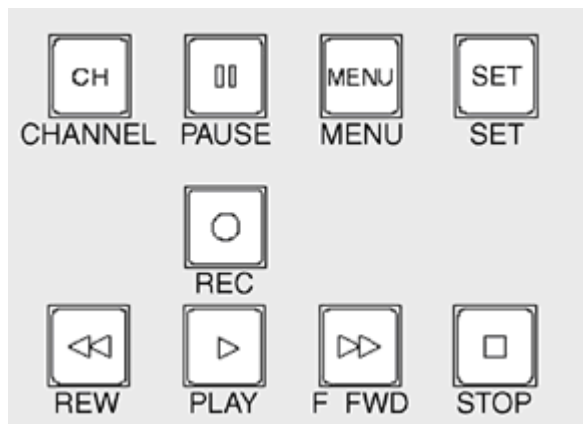 CH MENU SET
CHANNEL PAUSE MENU SET
REC
REW PLAY F FWD STOP